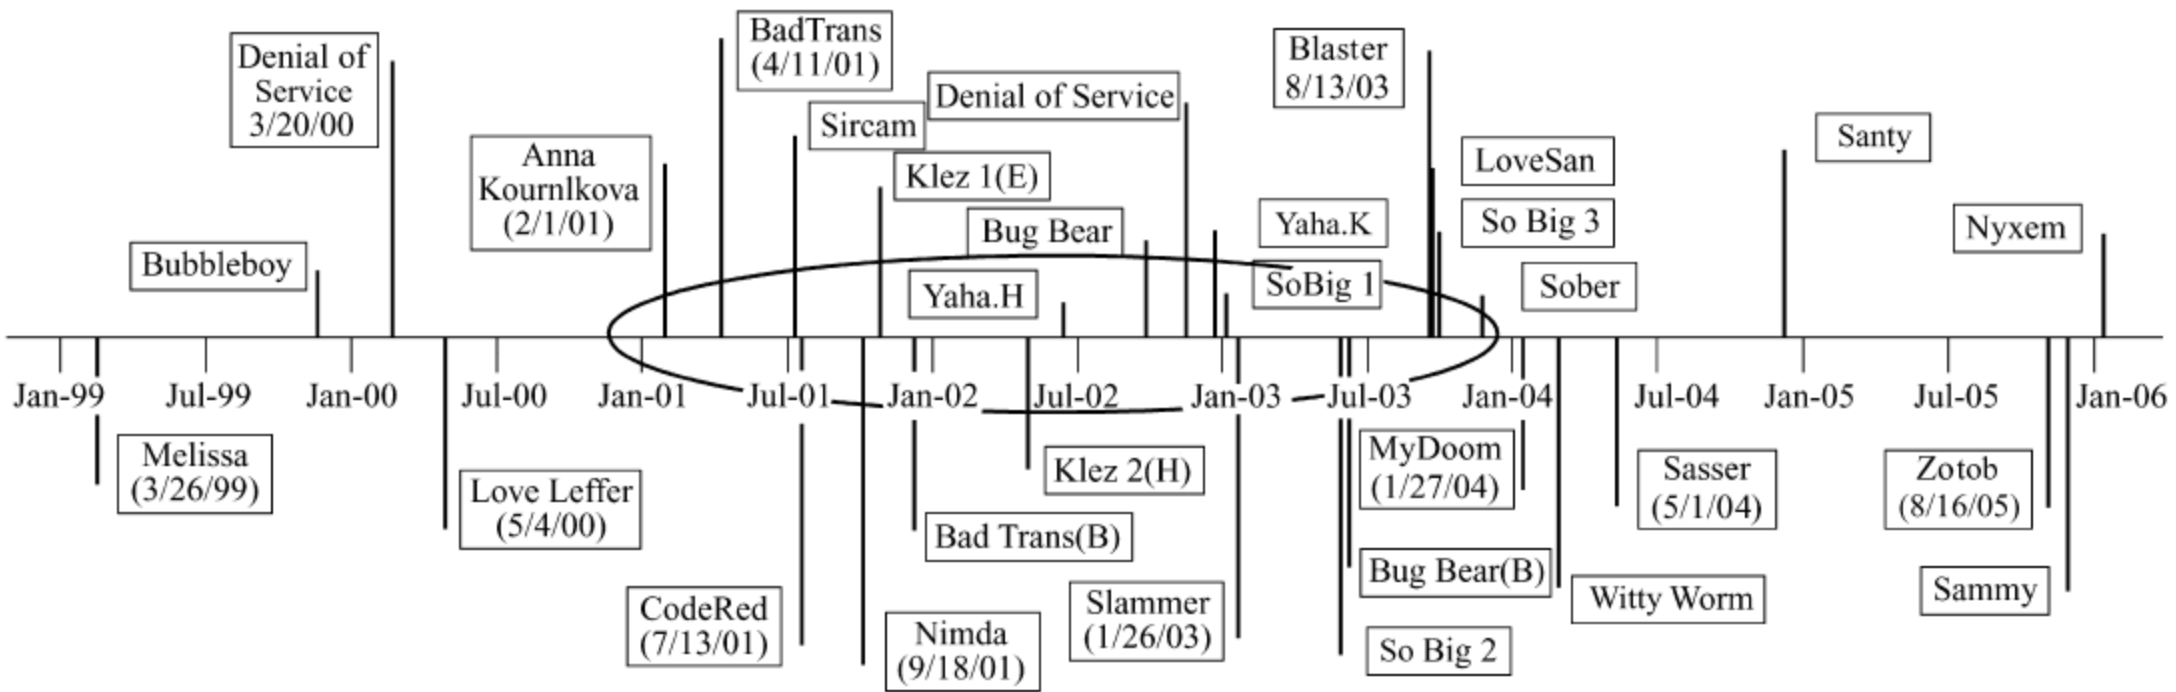 Denial of
Service
3/20/00
BadTrans
(4/11/01)
Denial of Service
Sircam
Blaster
8/13/03
Anna
Kournlkova
(2/1/01)
Klez 1(E)
LoveSan
Santy
Bug Bear
Yaha.K
So Big 3
Nyxem
Bubbleboy
Yaha.H
SoBig 1
Sober
Jan-99
Jul-99
Jan-00
Jul-00
Jan-01
Jul-01
Jan-02
Jul-02
Jan-03
Jul-03
Jan-04
Jul-04
Jan-05
Jul-05
Jan-06
Melissa
(3/26/99)
Love Leffer
(5/4/00)
Klez 2(H)
MyDoom
(1/27/04)
Sasser
(5/1/04)
Zotob
(8/16/05)
Bad Trans(B)
Bug Bear(B)
CodeRed
(7/13/01)
Nimda
(9/18/01)
Slammer
(1/26/03)
Witty Worm
Sammy
So Big 2